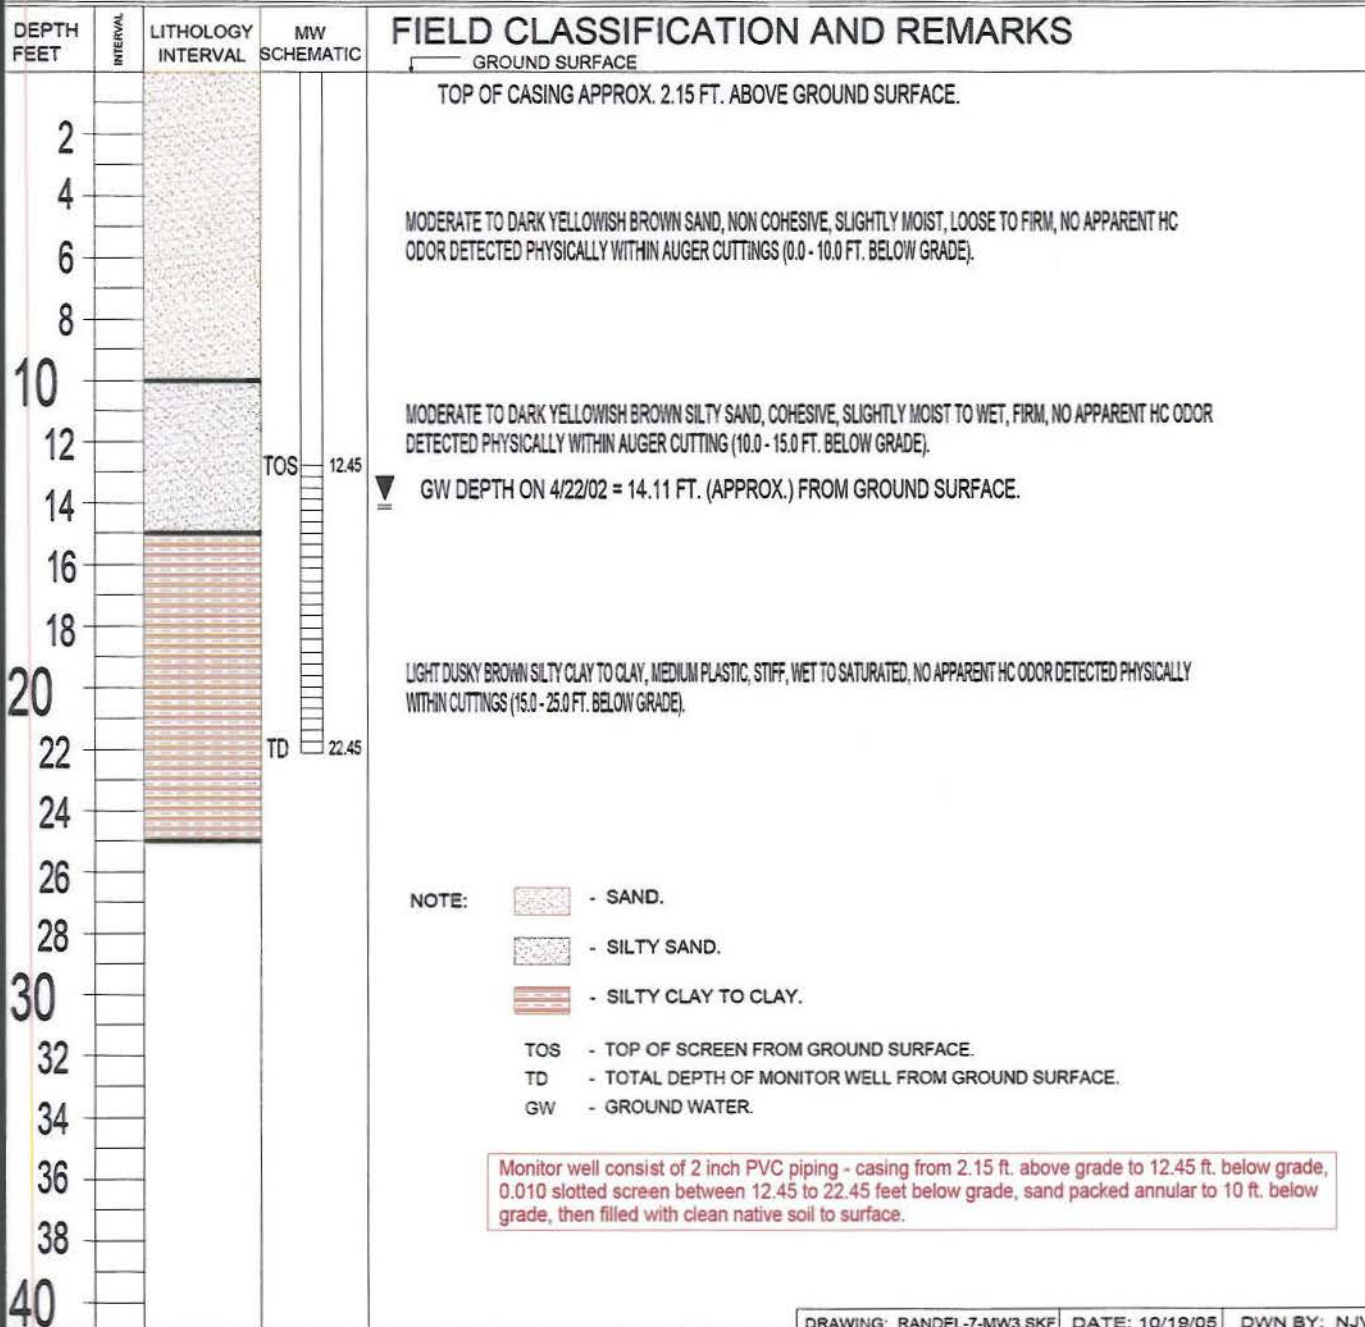 DEPTH FEET
INTERVAL
LITHOLOGY INTERVAL
MW SCHEMATIC
FIELD CLASSIFICATION AND REMARKS
GROUND SURFACE
TOP OF CASING APPROX. 2.15 FT. ABOVE GROUND SURFACE.
2
4
MODERATE TO DARK YELLOWISH BROWN SAND, NON COHESIVE, SLIGHTLY MOIST, LOOSE TO FIRM, NO APPARENT HC
ODOR DETECTED PHYSICALLY WITHIN AUGER CUTTINGS (0.0 - 10.0 FT. BELOW GRADE).
6
8
10
MODERATE TO DARK YELLOWISH BROWN SILTY SAND, COHESIVE, SLIGHTLY MOIST TO WET, FIRM, NO APPARENT HC ODOR
DETECTED PHYSICALLY WITHIN AUGER CUTTING (10.0 - 15.0 FT. BELOW GRADE).
12
TOS 12.45
GW DEPTH ON 4/22/02 = 14.11 FT. (APPROX.) FROM GROUND SURFACE.
14
16
18
LIGHT DUSKY BROWN SILTY CLAY TO CLAY, MEDIUM PLASTIC, STIFF, WET TO SATURATED, NO APPARENT HC ODOR DETECTED PHYSICALLY
WITHIN CUTTINGS (15.0 - 25.0 FT. BELOW GRADE).
20
22
TD 22.45
24
26
NOTE: - SAND.
28
- SILTY SAND.
30
- SILTY CLAY TO CLAY.
32
TOS - TOP OF SCREEN FROM GROUND SURFACE.
TD - TOTAL DEPTH OF MONITOR WELL FROM GROUND SURFACE.
GW - GROUND WATER.
34
36
Monitor well consist of 2 inch PVC piping - casing from 2.15 ft. above grade to 12.45 ft. below grade,
0.010 slotted screen between 12.45 to 22.45 feet below grade, sand packed annular to 10 ft. below
grade, then filled with clean native soil to surface.
38
40
DRAWING: RANDEL-7-MW3.SKF DATE: 10/19/05 DWN BY: NJV